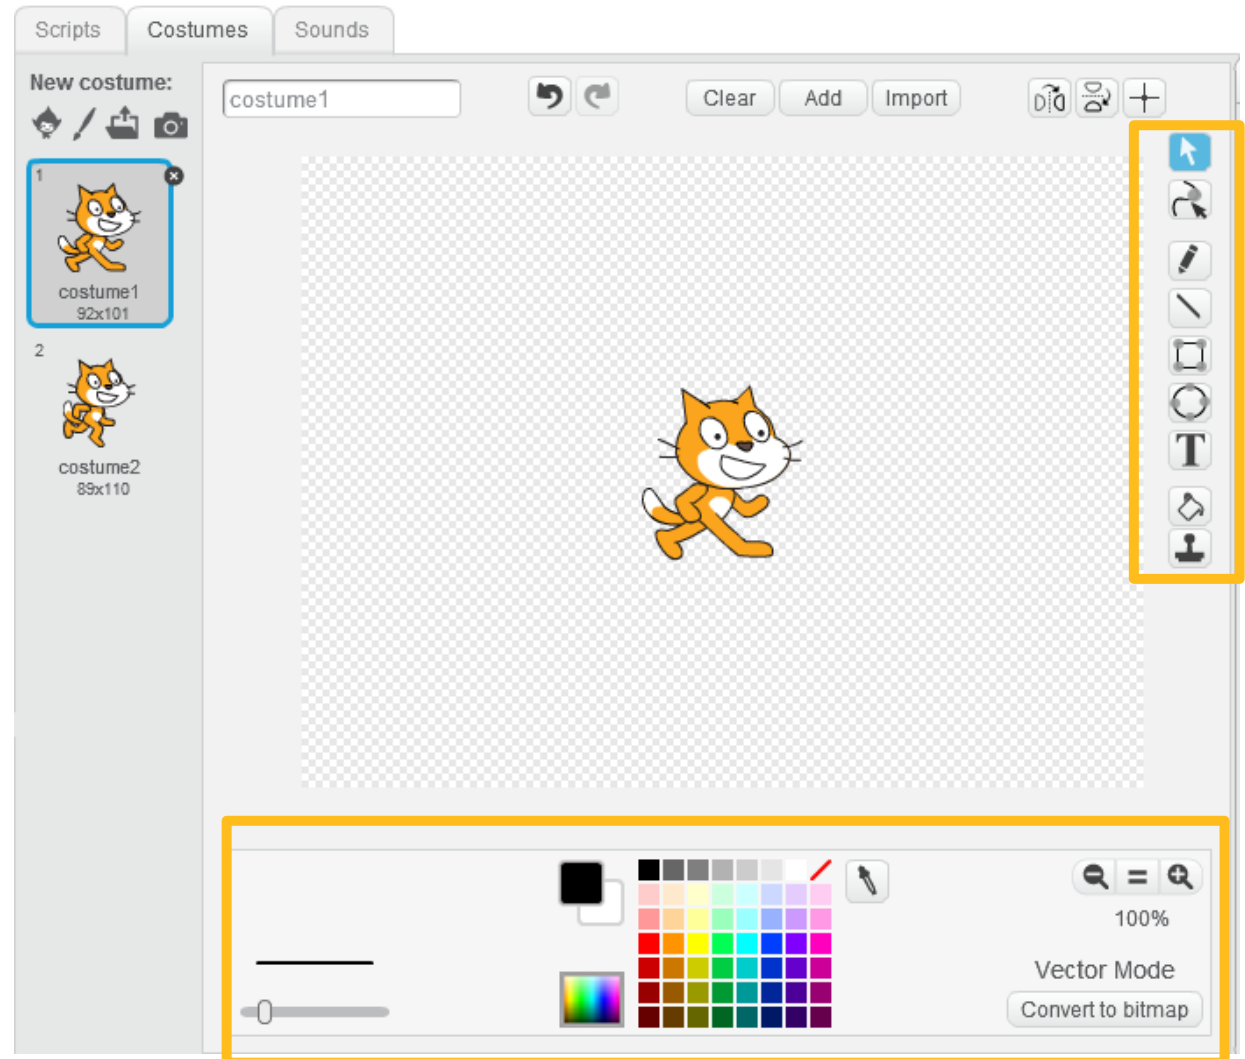 Scripts
Costumes
Sounds
New costume:
costume1
Clear
Add
Import
1
costume1
92x101
2
costume2
89x110
T
100%
Vector Mode
Convert to bitmap